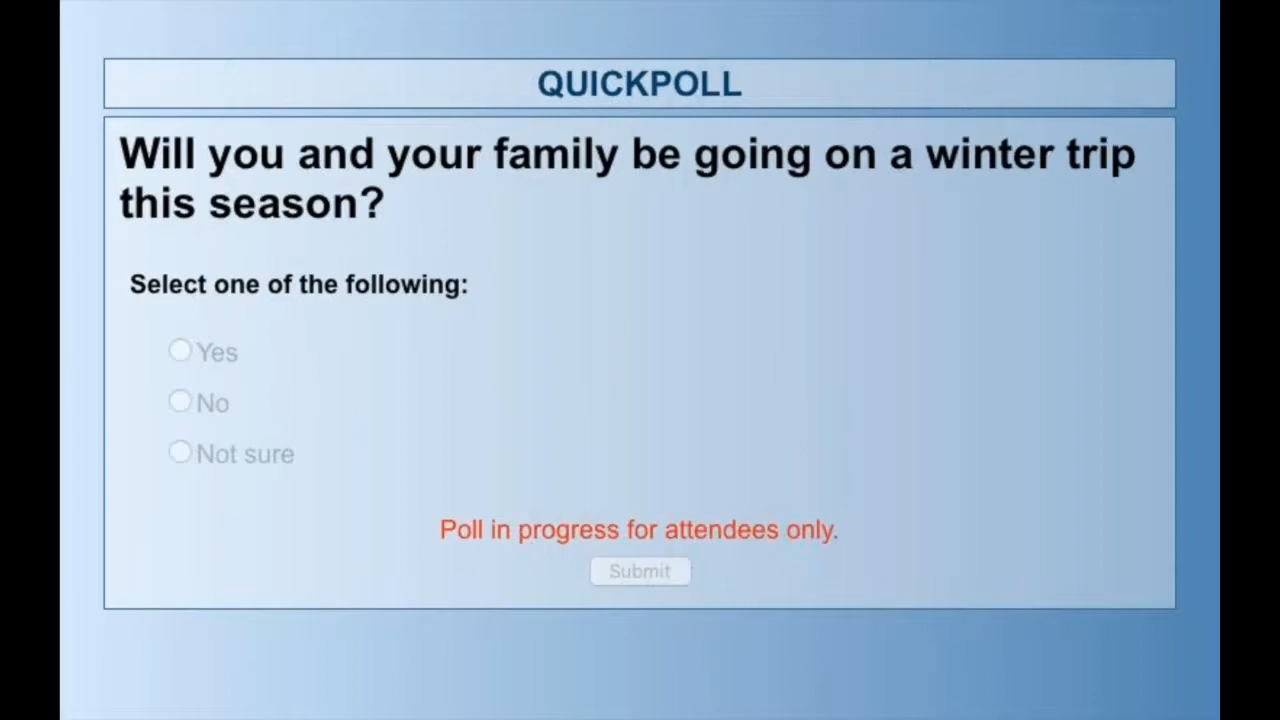 QUICKPOLL
Will you and your family be going on a winter trip
this season?
Select one of the following:
Yes
No
Not sure
Poll in progress for attendees only.
Submit